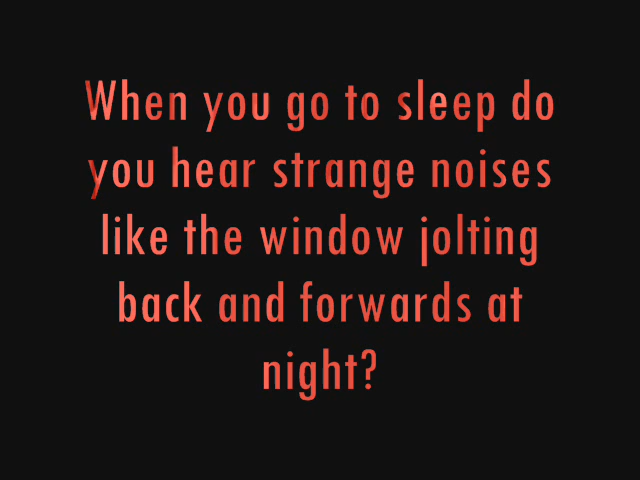 When you go to sleep do
you hear strange noises
like the window jolting
back and forwards at
night?